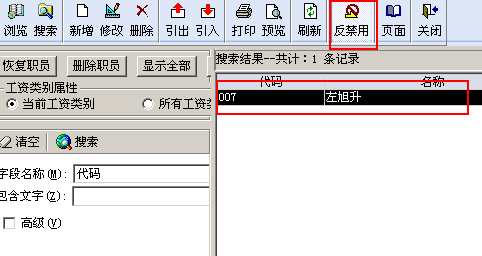 浏览 搜索 新增 修改 删除 引出 引入 打印 预览 刷新 反禁用 页面 关闭
恢复职员 删除职员 显示全部
搜索结果--共计：1 条记录
工资类别属性
当前工资类别 所有工资类
代码 名称
007 左旭升
清空 搜索
字段名称(M): 代码
包含文字(Z):
高级(V)